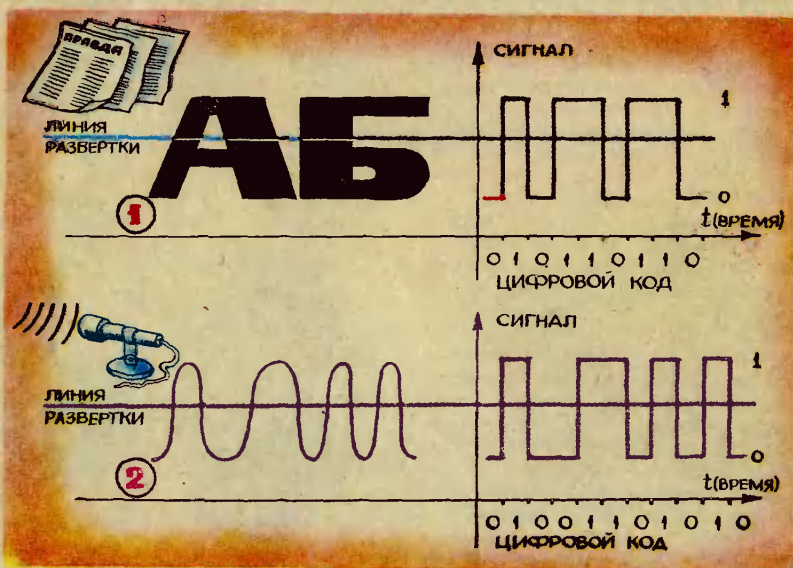 ПРАВДА
СИГНАЛ
1
ЛИНИЯ
РАЗВЕРТКИ
АБ
0
1
t(ВРЕМЯ)
0 1 0 1 1 0 1 1 0
ЦИФРОВОЙ КОД
СИГНАЛ
1
ЛИНИЯ
РАЗВЕРТКИ
0
2
t(ВРЕМЯ)
0 1 0 0 1 1 0 1 0 1 0
ЦИФРОВОЙ КОД